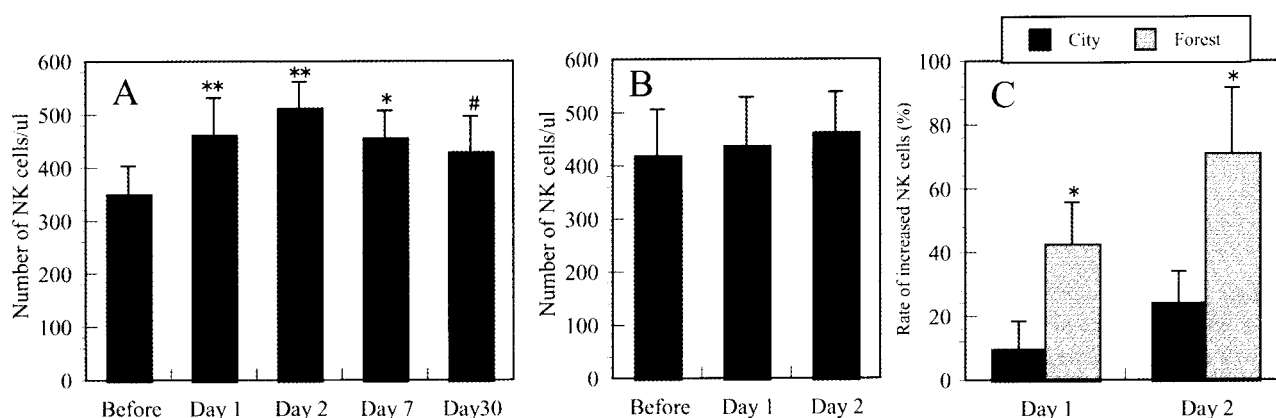 City Forest
A
Number of NK cells/ul
600
500
400
300
200
100
0
** ** * #
Before Day 1 Day 2 Day 7 Day30
B
Number of NK cells/ul
600
500
400
300
200
100
0
Before Day 1 Day 2
C
Rate of increased NK cells (%)
100
80
60
40
20
0
* *
Day 1 Day 2